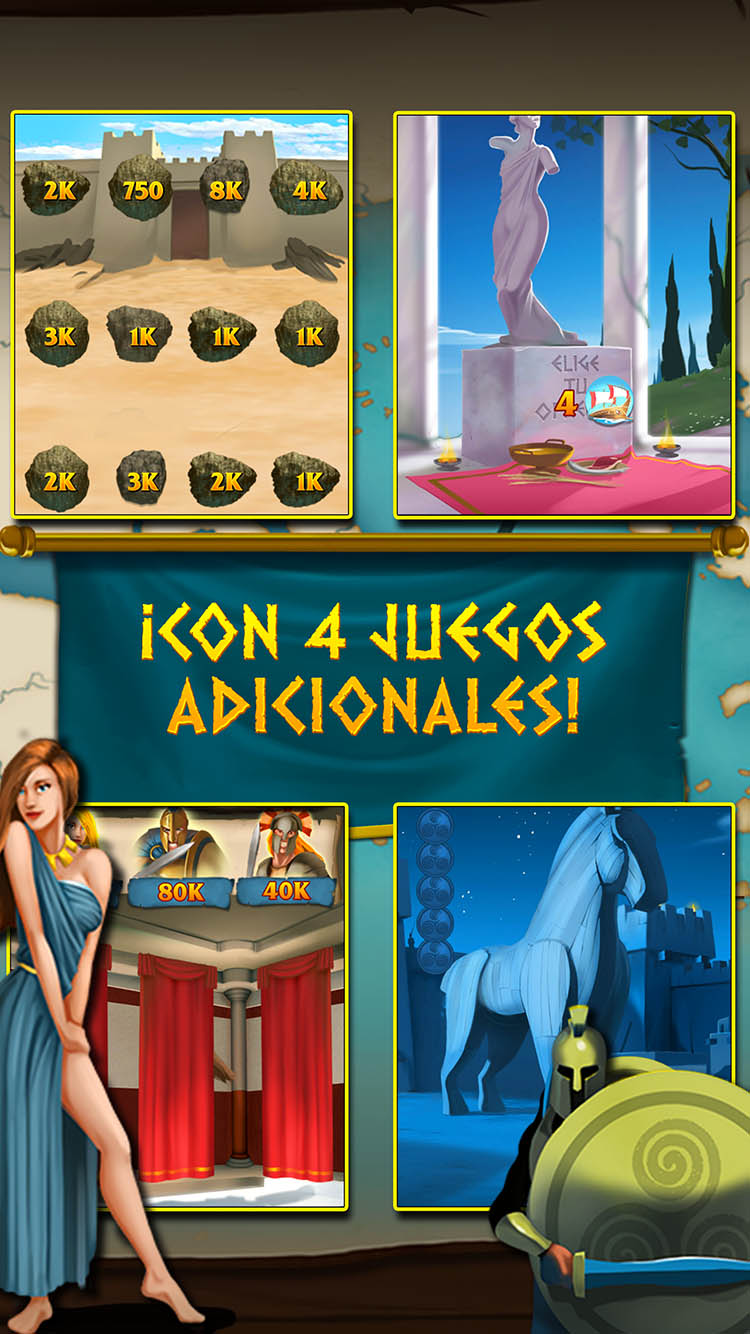 2K 750 8K 4K
3K 1K 1K 1K
2K 3K 2K 1K
ELIGE
TU
4
¡CON 4 JUEGOS
ADICIONALES!
80K 40K